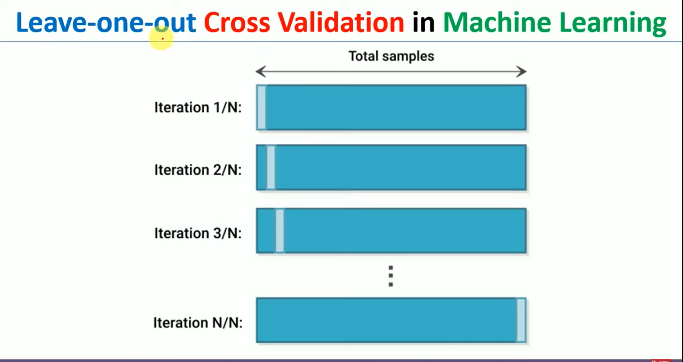 Leave-one-out Cross Validation in Machine Learning
Total samples
Iteration 1/N:
Iteration 2/N:
Iteration 3/N:
Iteration N/N: